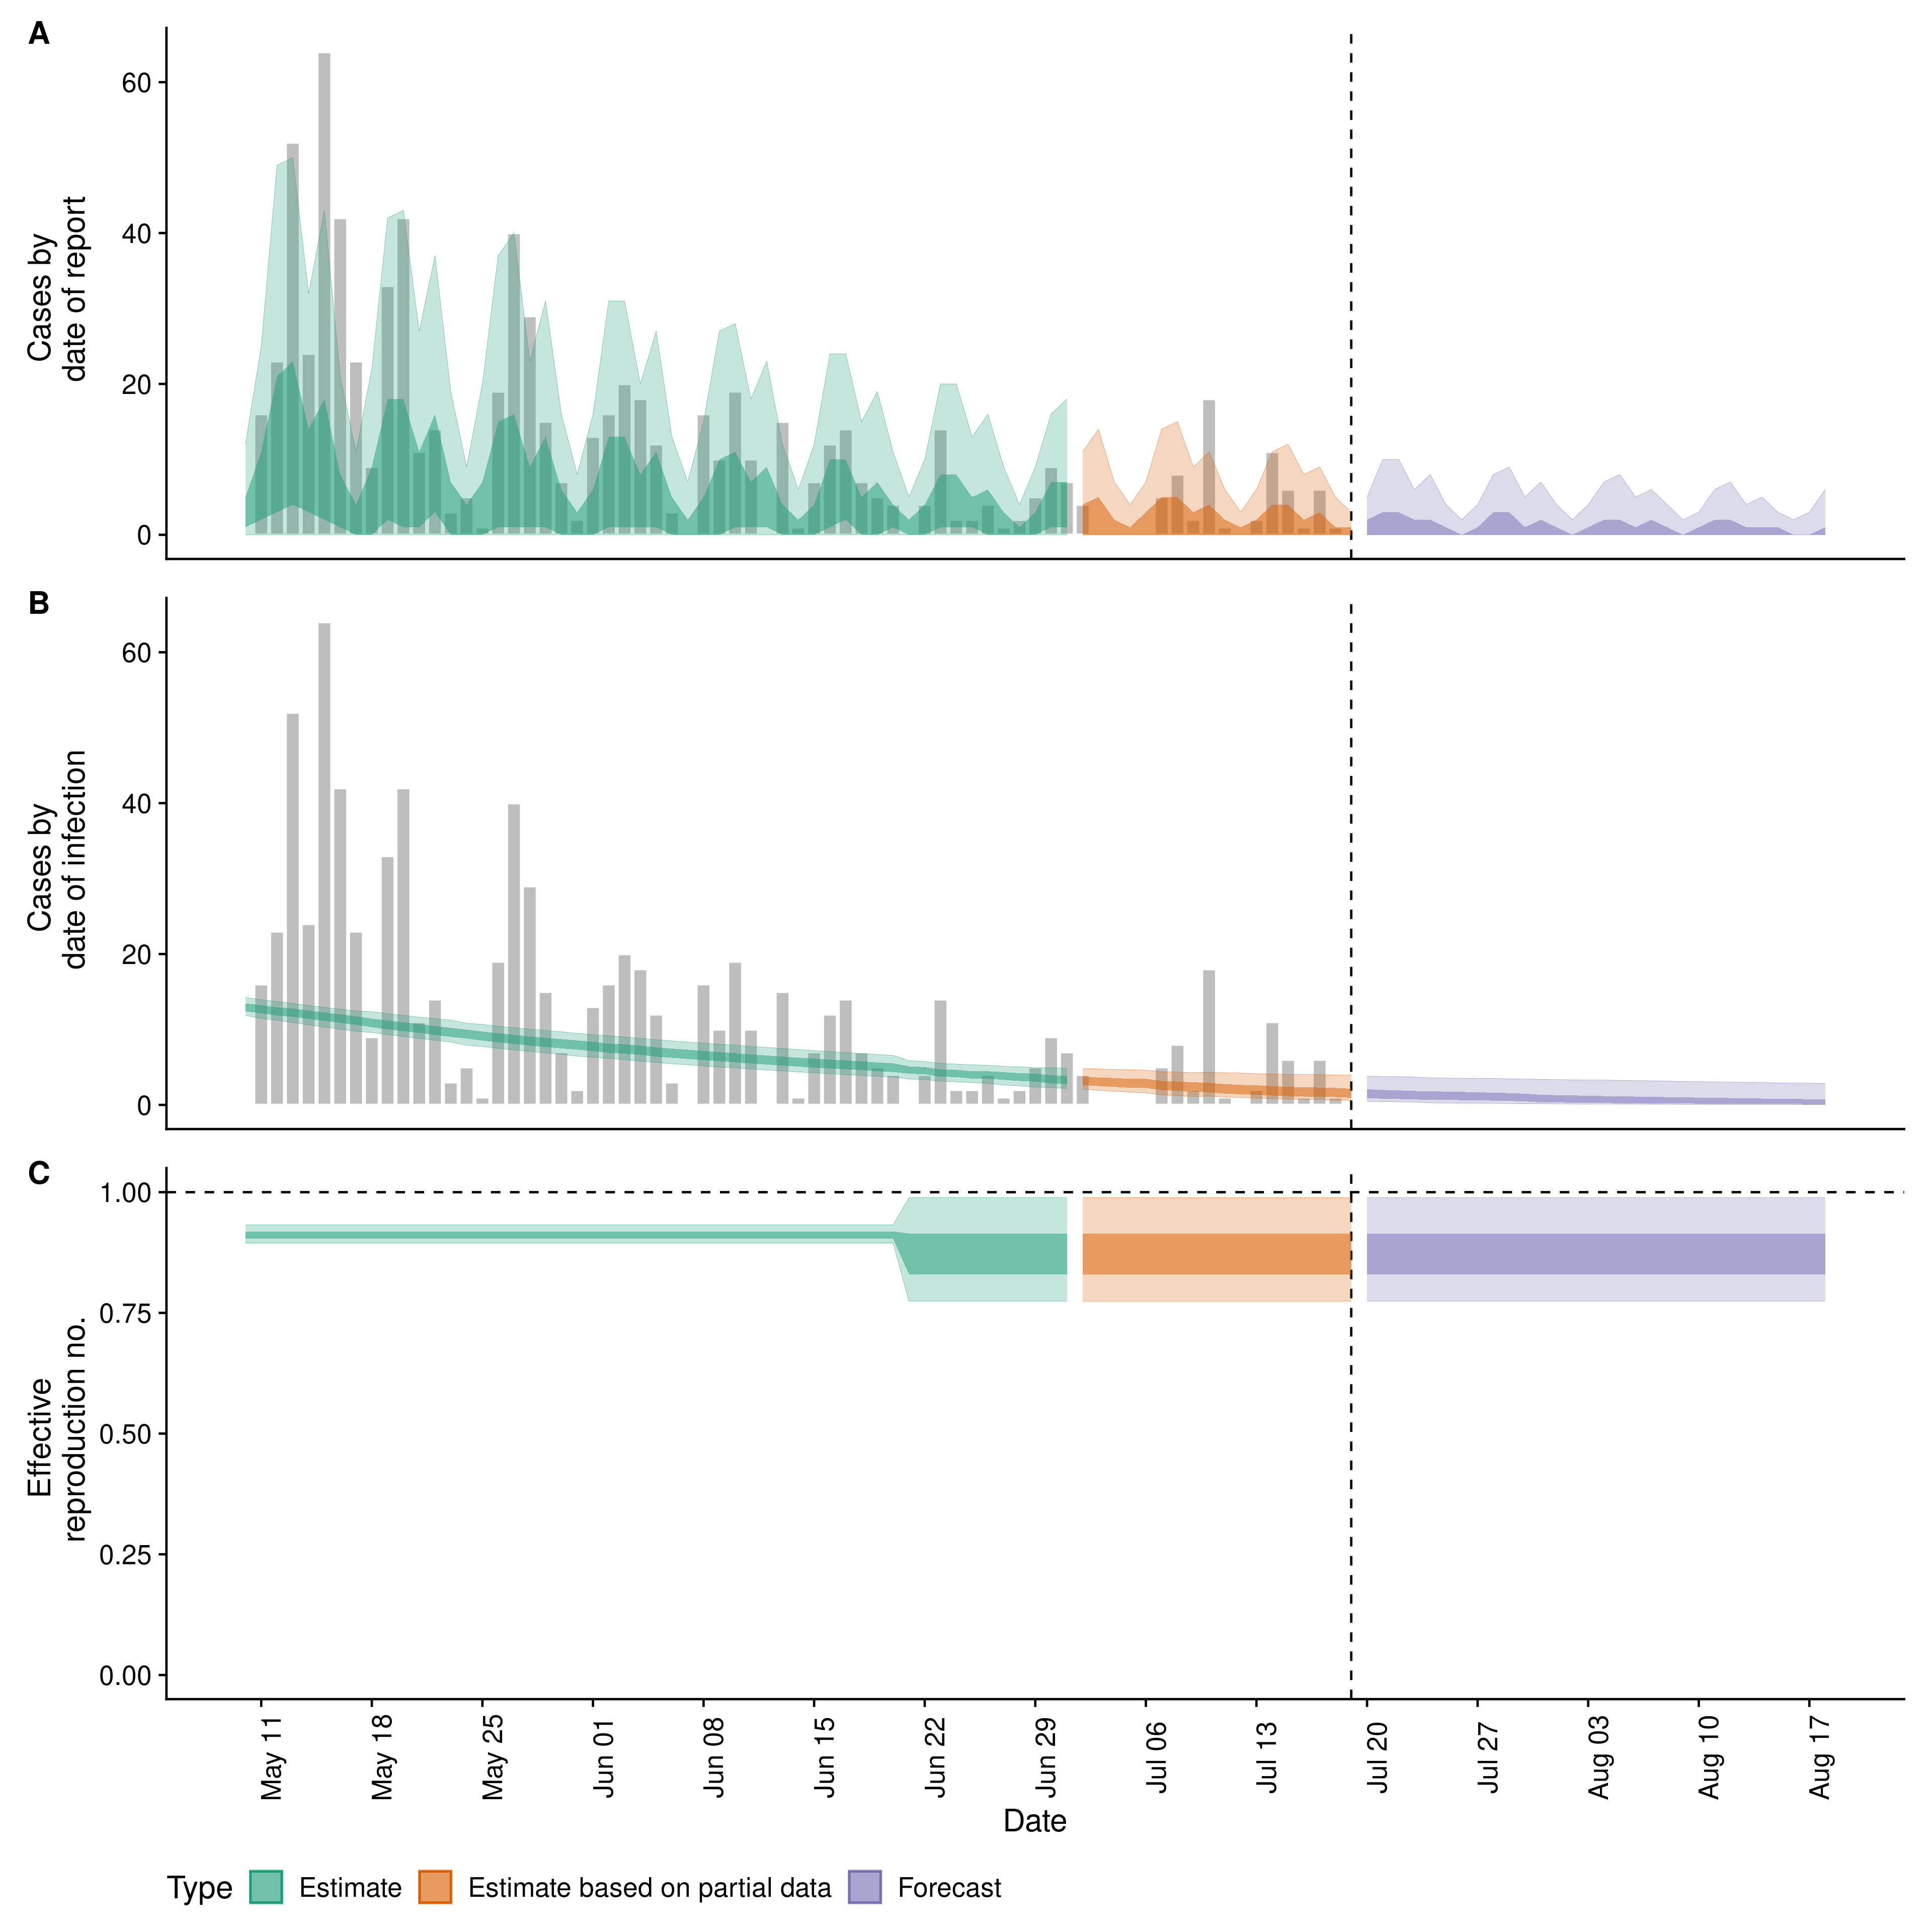 A
60
40
20
0
Cases by
date of report
B
60
40
20
0
Cases by
date of infection
C
1.00
0.75
0.50
0.25
0.00
Effective
reproduction no.
May 11
May 18
May 25
Jun 01
Jun 08
Jun 15
Jun 22
Jun 29
Jul 06
Jul 13
Jul 20
Jul 27
Aug 03
Aug 10
Aug 17
Date
Type Estimate Estimate based on partial data Forecast